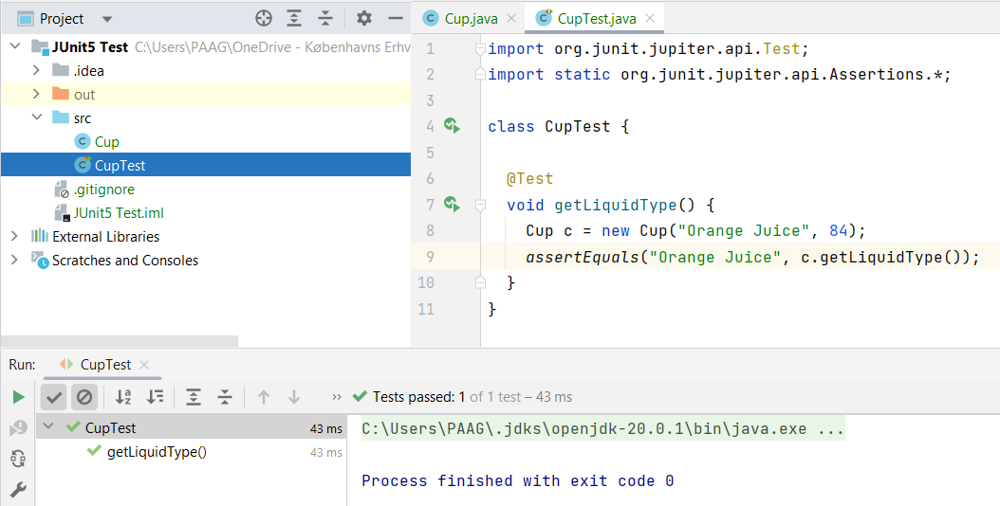 Project
JUnit5 Test C:\Users\PAAG\OneDrive - Københavns Erhv
.idea
out
src
Cup
CupTest
.gitignore
JUnit5 Test.iml
External Libraries
Scratches and Consoles
Cup.java
CupTest.java
1 import org.junit.jupiter.api.Test;
2 import static org.junit.jupiter.api.Assertions.*;
3
4 class CupTest {
5
6 @Test
7 void getLiquidType() {
8 Cup c = new Cup("Orange Juice", 84);
9 assertEquals("Orange Juice", c.getLiquidType());
10 }
11 }
Run: CupTest
Tests passed: 1 of 1 test – 43 ms
CupTest 43 ms
getLiquidType() 43 ms
C:\Users\PAAG\.jdks\openjdk-20.0.1\bin\java.exe ...
Process finished with exit code 0